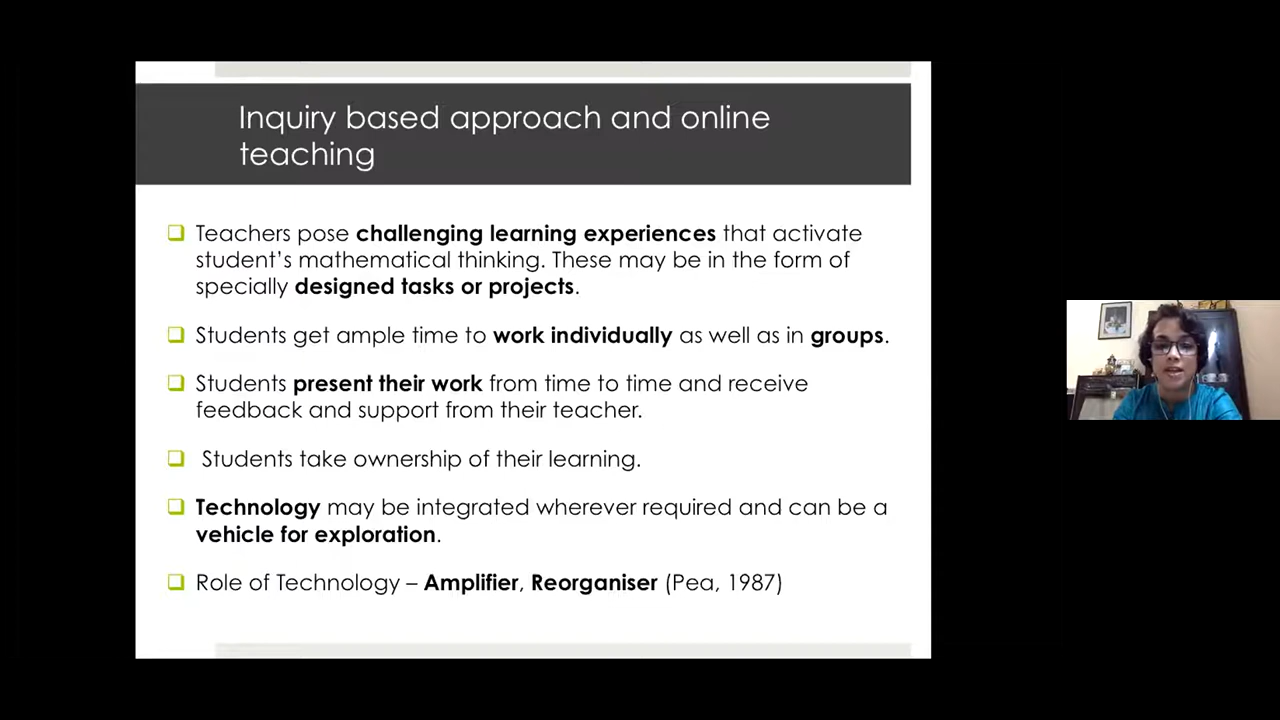 Inquiry based approach and online
teaching
Teachers pose challenging learning experiences that activate
student's mathematical thinking. These may be in the form of
specially designed tasks or projects.
Students get ample time to work individually as well as in groups.
Students present their work from time to time and receive
feedback and support from their teacher.
Students take ownership of their learning.
Technology may be integrated wherever required and can be a
vehicle for exploration.
Role of Technology – Amplifier, Reorganiser (Pea, 1987)